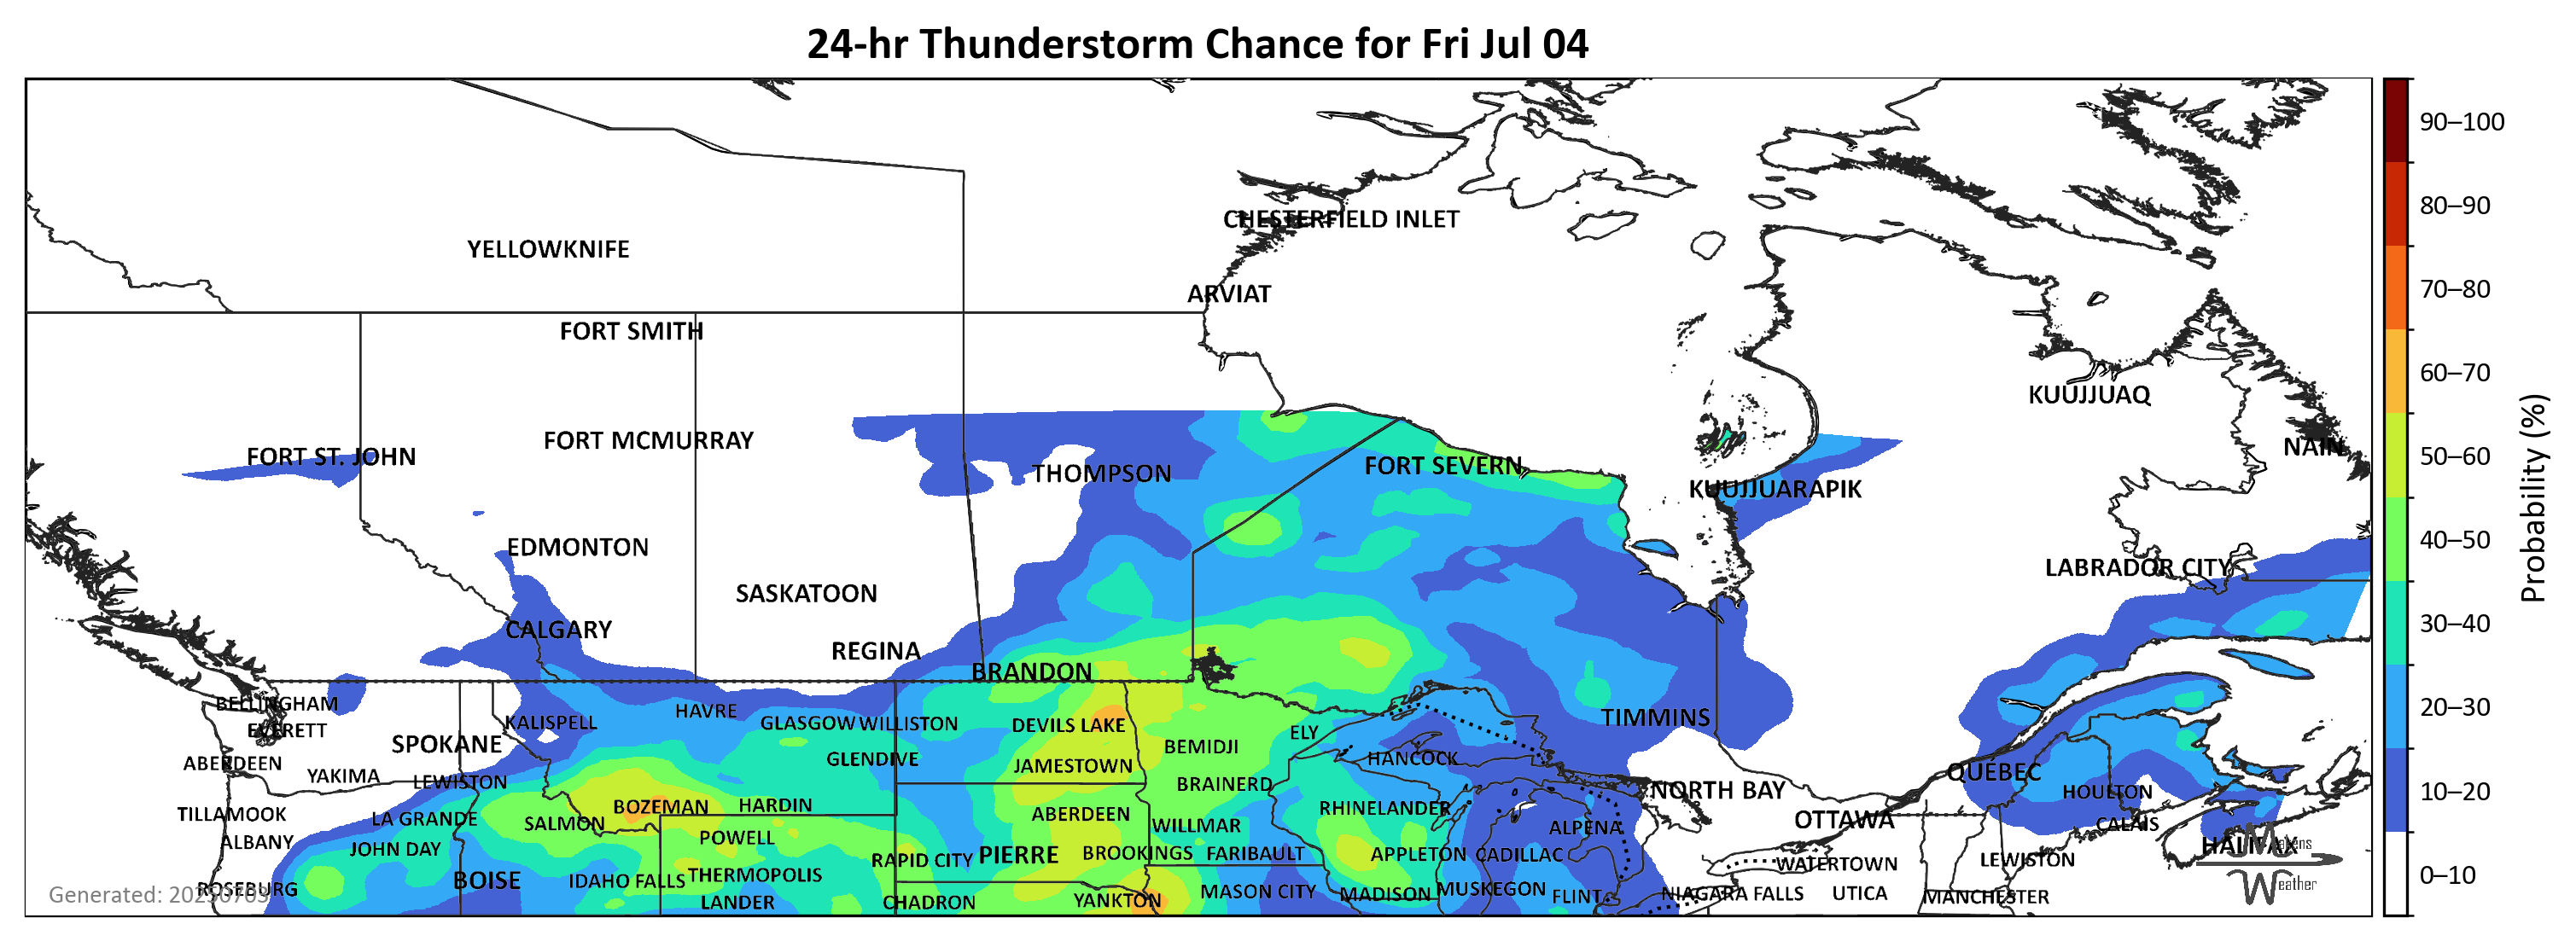 24-hr Thunderstorm Chance for Fri Jul 04
90–100
80–90
CHESTERFIELD INLET
YELLOWKNIFE
70–80
ARVIAT
FORT SMITH
60–70
KUUJJUAQ
FORT MCMURRAY
NAIN
FORT ST. JOHN
50–60
FORT SEVERN
THOMPSON
KUUJJUARAPIK
Probability (%)
EDMONTON
40–50
LABRADOR CITY
SASKATOON
CALGARY
30–40
REGINA
BRANDON
BELLINGHAM
HAVRE
20–30
KALISPELL
GLASGOW WILLISTON
DEVILS LAKE
TIMMINS
EVERETT
ELY
SPOKANE
BEMIDJI
GLENDIVE
HANCOCK
ABERDEEN
JAMESTOWN
QUÉBEC
YAKIMA
LEWISTON
BRAINERD
NORTH BAY
HOULTON
10–20
BOZEMAN
HARDIN
RHINELANDER
TILLAMOOK
LA GRANDE
SALMON
ABERDEEN
WILLMAR
ALPENA
OTTAWA
CALAIS
ALBANY
POWELL
JOHN DAY
RAPID CITY
PIERRE
BROOKINGS
FARIBAULT
APPLETON
CADILLAC
WATERTOWN
LEWISTON
HALIFAX
Matens
Weather
ROSEBURG
BOISE
IDAHO FALLS
THERMOPOLIS
0–10
Generated: 20250703
LANDER
CHADRON
YANKTON
MASON CITY
MADISON
MUSKEGON
FLINT
NIAGARA FALLS
UTICA
MANCHESTER